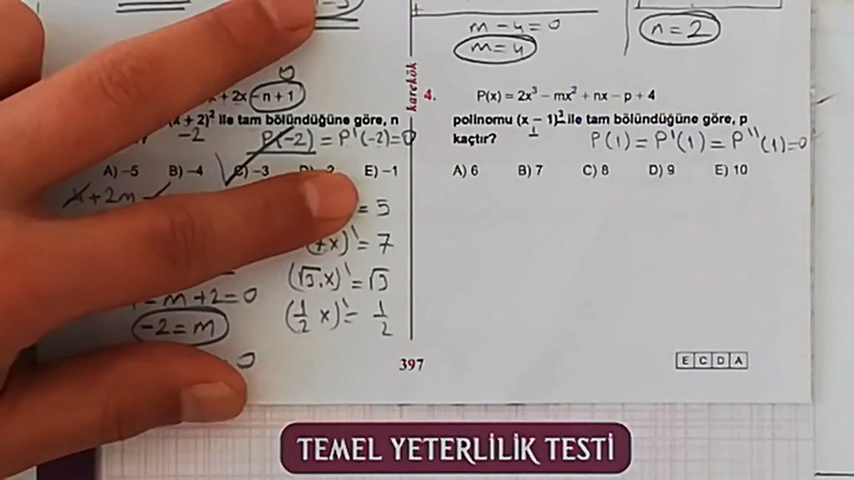 m - 4 = 0
m = 4
n = 2
+ 2x - n + 1
0
(x + 2)² ile tam bölündüğüne göre, n
-2
P(-2) = P'(-2) = 0
A) -5 B) -4 C) -3 E) -1
x + 2m
= 5
= 7
(√3.x)' = √3
= m + 2 = 0
(1/2 x)' = 1/2
-2 = m
0
karekök
4. P(x) = 2x³ - mx² + nx - p + 4
polinomu (x - 1)³ ile tam bölündüğüne göre, p
1
kaçtır?
P(1) = P'(1) = P''(1) = 0
A) 6 B) 7 C) 8 D) 9 E) 10
397
E C D A
TEMEL YETERLİLİK TESTİ